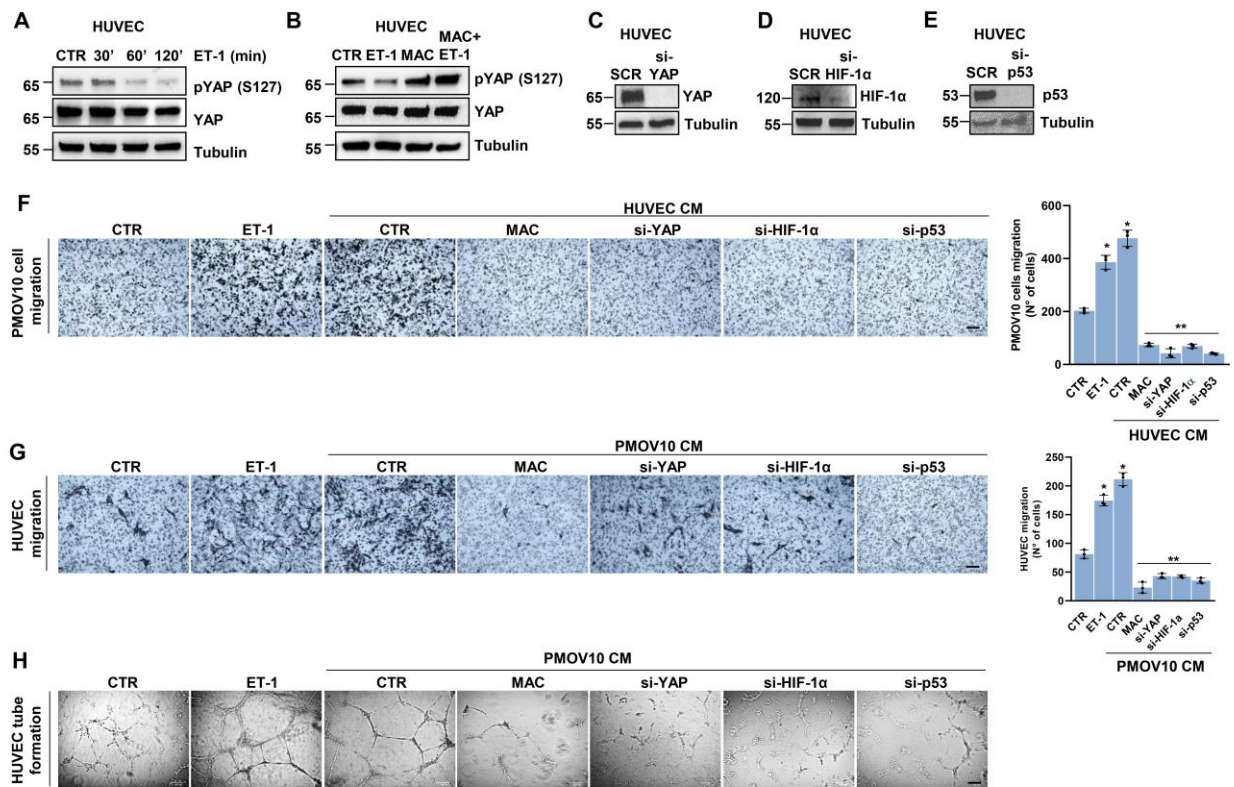 A
HUVEC
CTR 30’ 60’ 120’ ET-1 (min)
65 pYAP (S127)
65 YAP
55 Tubulin
B
HUVEC
CTR ET-1 MAC MAC+ ET-1
65 pYAP (S127)
65 YAP
55 Tubulin
C
HUVEC
SCR si-YAP
65 YAP
55 Tubulin
D
HUVEC
SCR si-HIF-1α
120 HIF-1α
55 Tubulin
E
HUVEC
SCR si-p53
53 p53
55 Tubulin
F
HUVEC CM
CTR ET-1 CTR MAC si-YAP si-HIF-1α si-p53
PMOV10 cell
migration
PMOV10 cells migration
(N° of cells)
600
400
200
0
* * **
CTR ET-1 CTR MAC si-YAP si-HIF-1α si-p53
HUVEC CM
G
PMOV10 CM
CTR ET-1 CTR MAC si-YAP si-HIF-1α si-p53
HUVEC
migration
HUVEC migration
(N° of cells)
250
200
150
100
50
0
* * **
CTR ET-1 CTR MAC si-YAP si-HIF-1a si-p53
PMOV10 CM
H
PMOV10 CM
CTR ET-1 CTR MAC si-YAP si-HIF-1α si-p53
HUVEC tube
formation